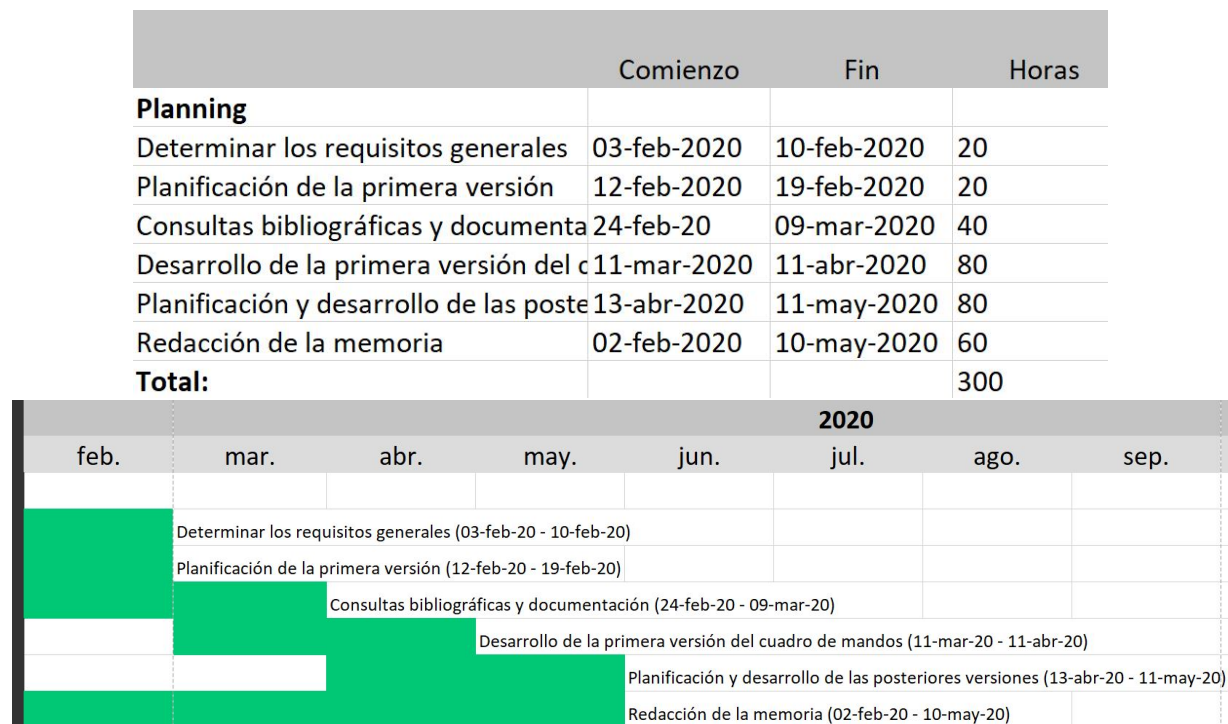 Comienzo Fin Horas
Planning
Determinar los requisitos generales 03-feb-2020 10-feb-2020 20
Planificación de la primera versión 12-feb-2020 19-feb-2020 20
Consultas bibliográficas y documenta 24-feb-20 09-mar-2020 40
Desarrollo de la primera versión del c 11-mar-2020 11-abr-2020 80
Planificación y desarrollo de las poste 13-abr-2020 11-may-2020 80
Redacción de la memoria 02-feb-2020 10-may-2020 60
Total: 300
2020
feb. mar. abr. may. jun. jul. ago. sep.
Determinar los requisitos generales (03-feb-20 - 10-feb-20)
Planificación de la primera versión (12-feb-20 - 19-feb-20)
Consultas bibliográficas y documentación (24-feb-20 - 09-mar-20)
Desarrollo de la primera versión del cuadro de mandos (11-mar-20 - 11-abr-20)
Planificación y desarrollo de las posteriores versiones (13-abr-20 - 11-may-20)
Redacción de la memoria (02-feb-20 - 10-may-20)